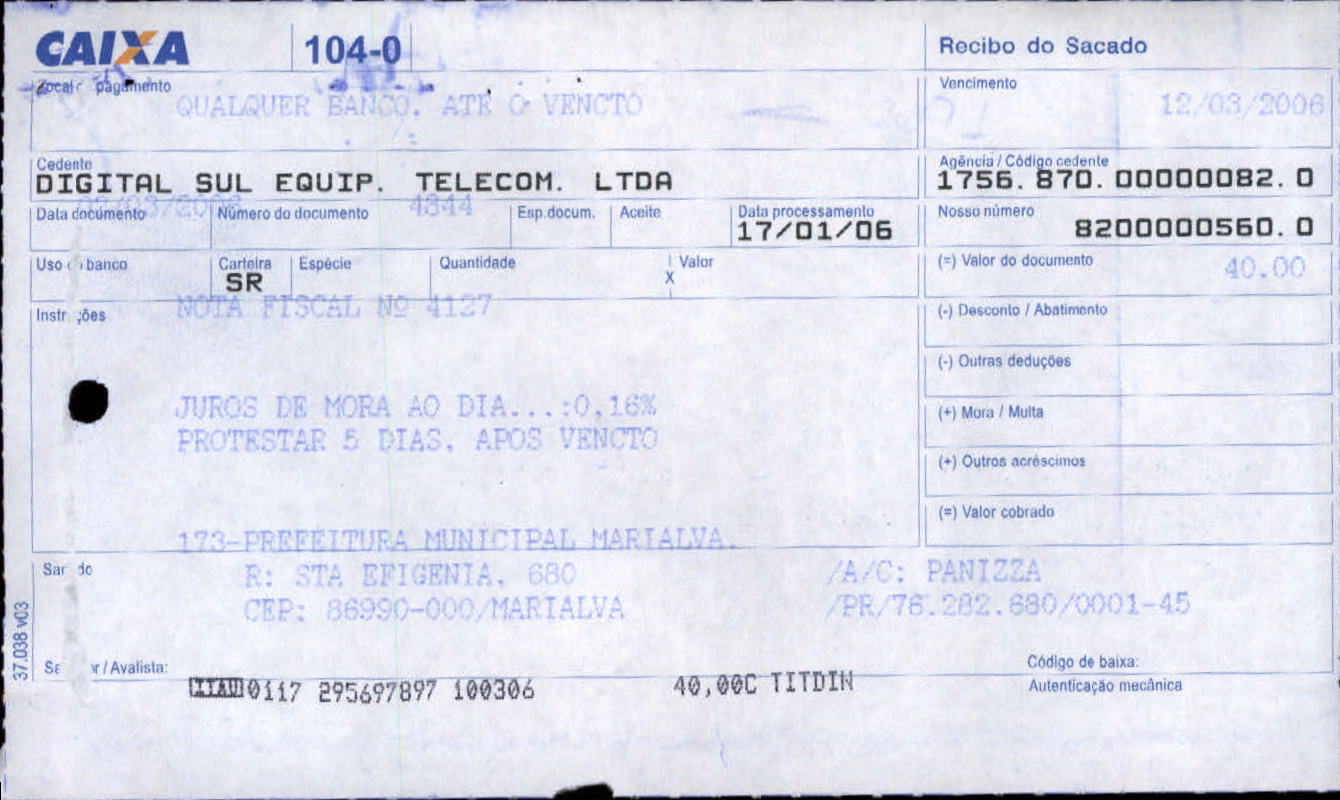 CAIXA 104-0 Recibo do Sacado
pagamento Vencimento
QUALQUER BANCO. ATE O VENCTO 12/03/2006
Cedente Agência / Código cedente
DIGITAL SUL EQUIP. TELECOM. LTDA 1756. 870. 00000082. 0
Data documento Número do documento 4344 Esp.docum. Aceite Data processamento Nosso número
17/01/06 8200000560. 0
Uso banco Carteira Espécie Quantidade Valor (=) Valor do documento
SR X 40.00
NOTA FISCAL Nº 4127
(-) Desconto / Abatimento
(-) Outras deduções
JUROS DE MORA AO DIA...:0,16% (+) Mora / Multa
PROTESTAR 5 DIAS. APOS VENCTO
(+) Outros acréscimos
(=) Valor cobrado
173-PREFEITURA MUNICIPAL MARIALVA.
R: STA EFIGENIA. 680 /A/C: PANIZZA
CEP: 86990-000/MARIALVA /PR/76.282.680/0001-45
37.038 v03
/ Avalista: Código de baixa:
0117 295697897 100306 40,00C TITDIN Autenticação mecânica